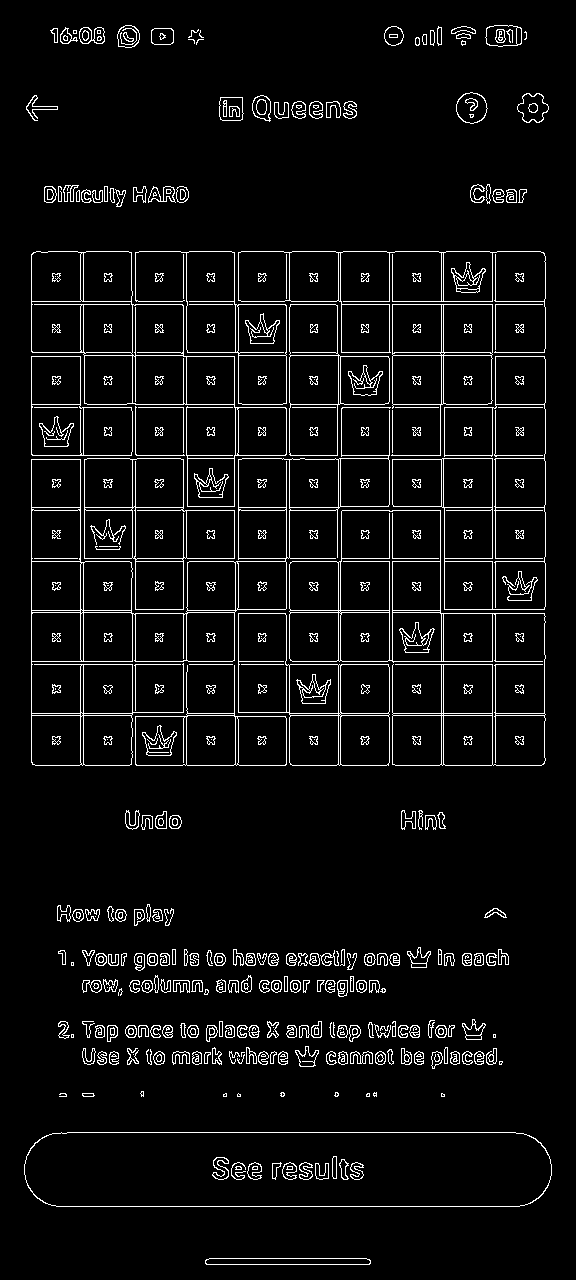 16:08 81
in Queens
Difficulty HARD Clear
Undo Hint
How to play
1. Your goal is to have exactly one in each
row, column, and color region.
2. Tap once to place X and tap twice for .
Use X to mark where cannot be placed.
See results